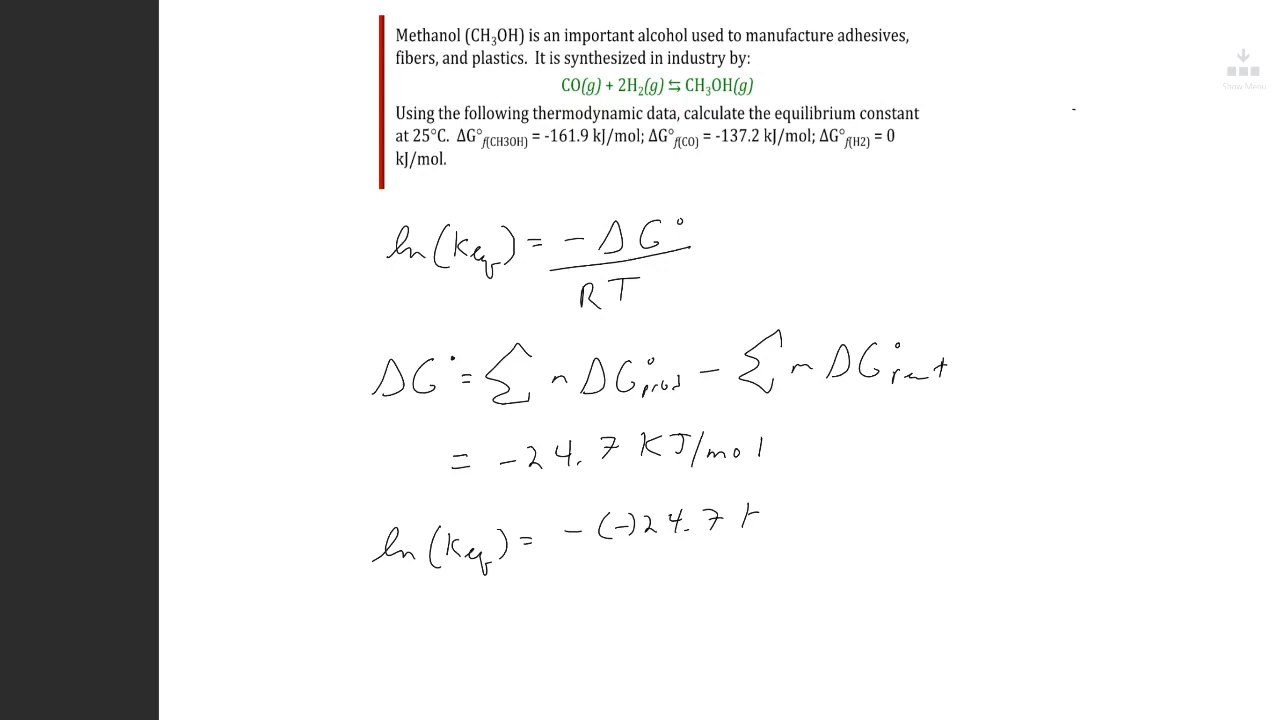 Methanol (CH₃OH) is an important alcohol used to manufacture adhesives,
fibers, and plastics. It is synthesized in industry by:
CO(g) + 2H₂(g) ⇆ CH₃OH(g)
Using the following thermodynamic data, calculate the equilibrium constant
at 25°C. ΔG°f(CH3OH) = -161.9 kJ/mol; ΔG°f(CO) = -137.2 kJ/mol; ΔG°f(H2) = 0
kJ/mol.
Show Menu
ln(Keq) = -ΔG°
RT
ΔG° = Σ n ΔG°prod - Σ n ΔG°react
= -24.7 KJ/mol
ln(Keq) = -(-)24.7